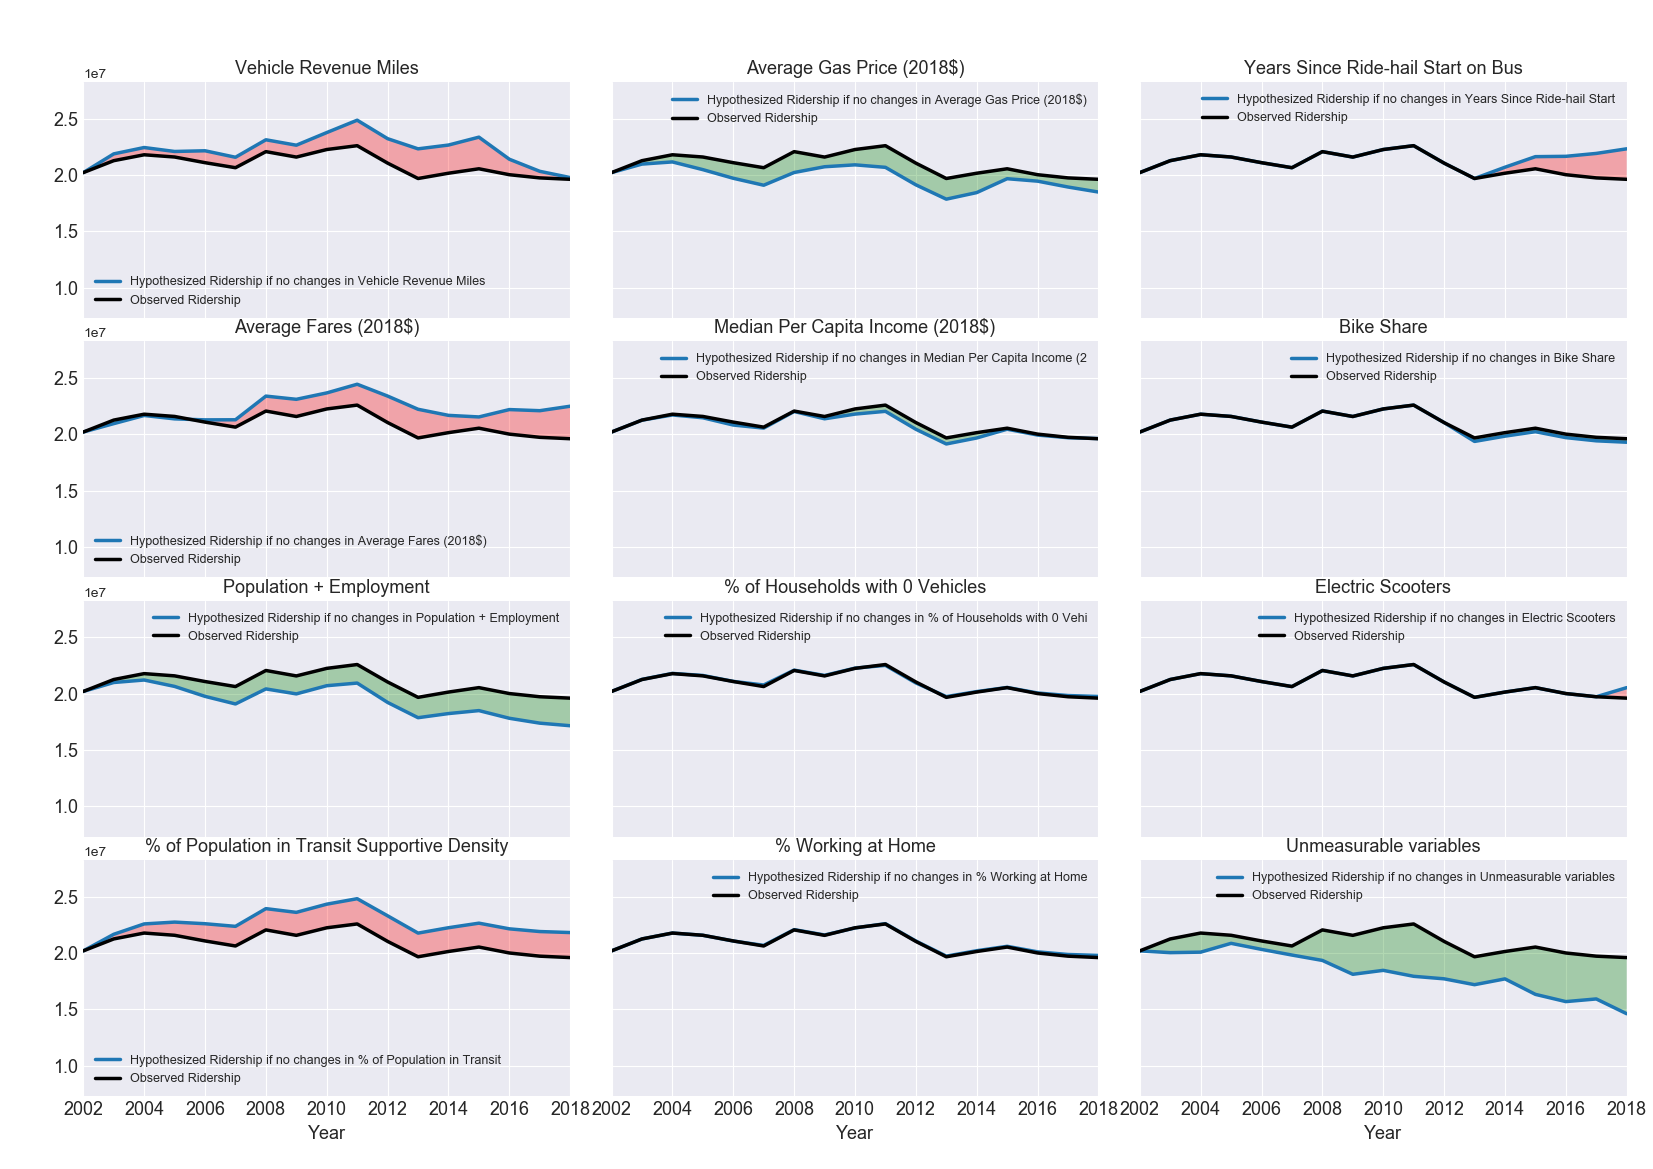 Vehicle Revenue Miles
Average Gas Price (2018$)
Years Since Ride-hail Start on Bus
1e7
2.5
2.0
1.5
1.0
Hypothesized Ridership if no changes in Vehicle Revenue Miles
Observed Ridership
Hypothesized Ridership if no changes in Average Gas Price (2018$)
Observed Ridership
Hypothesized Ridership if no changes in Years Since Ride-hail Start
Observed Ridership
Average Fares (2018$)
Median Per Capita Income (2018$)
Bike Share
1e7
2.5
2.0
1.5
1.0
Hypothesized Ridership if no changes in Average Fares (2018$)
Observed Ridership
Hypothesized Ridership if no changes in Median Per Capita Income (2
Observed Ridership
Hypothesized Ridership if no changes in Bike Share
Observed Ridership
Population + Employment
% of Households with 0 Vehicles
Electric Scooters
1e7
2.5
2.0
1.5
1.0
Hypothesized Ridership if no changes in Population + Employment
Observed Ridership
Hypothesized Ridership if no changes in % of Households with 0 Vehi
Observed Ridership
Hypothesized Ridership if no changes in Electric Scooters
Observed Ridership
% of Population in Transit Supportive Density
% Working at Home
Unmeasurable variables
1e7
2.5
2.0
1.5
1.0
Hypothesized Ridership if no changes in % of Population in Transit
Observed Ridership
Hypothesized Ridership if no changes in % Working at Home
Observed Ridership
Hypothesized Ridership if no changes in Unmeasurable variables
Observed Ridership
2002 2004 2006 2008 2010 2012 2014 2016 2018
2002 2004 2006 2008 2010 2012 2014 2016 2018
2002 2004 2006 2008 2010 2012 2014 2016 2018
Year
Year
Year